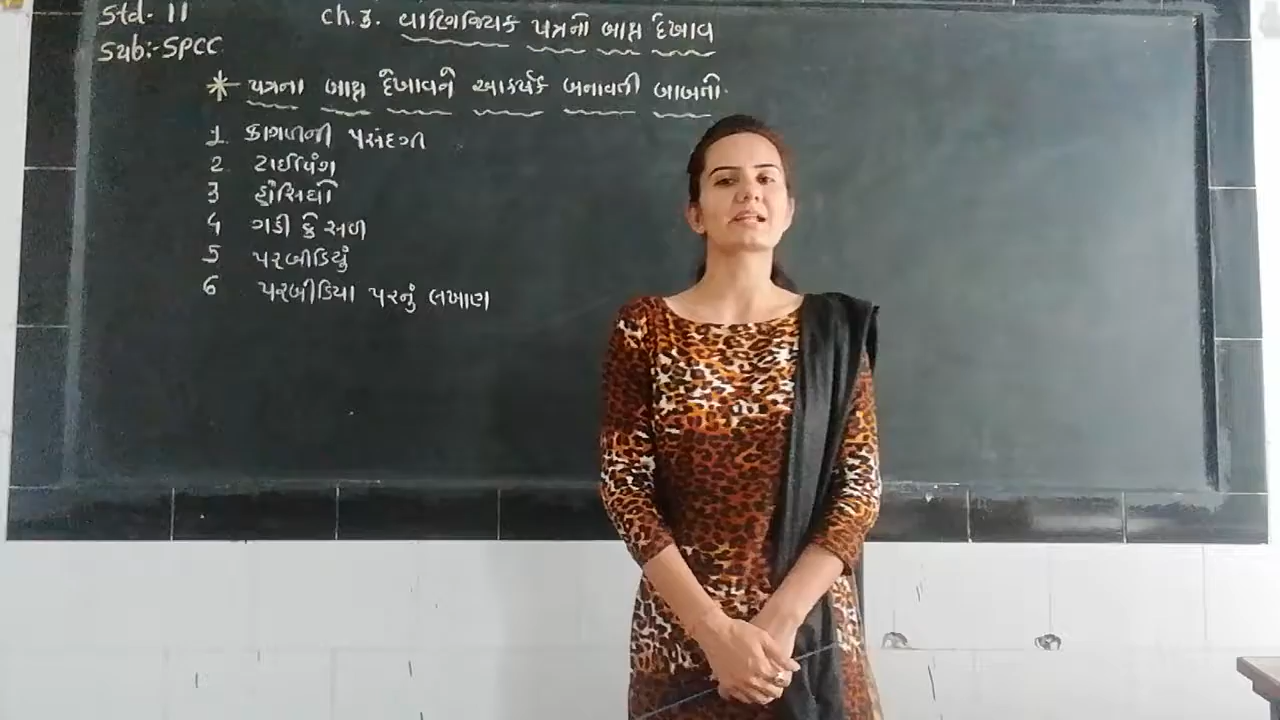 Std- 11
Sub:- SPCC
Ch. 3. વાણિજ્યિક પત્રનો બાહ્ય દેખાવ
* પત્રના બાહ્ય દેખાવને આકર્ષક બનાવતી બાબતો.
1. કાગળની પસંદગી
2. ટાઈપિંગ
3 હાંસિયો
4 ગડી કે સળ
5 પરબીડિયું
6 પરબીડિયા પરનું લખાણ